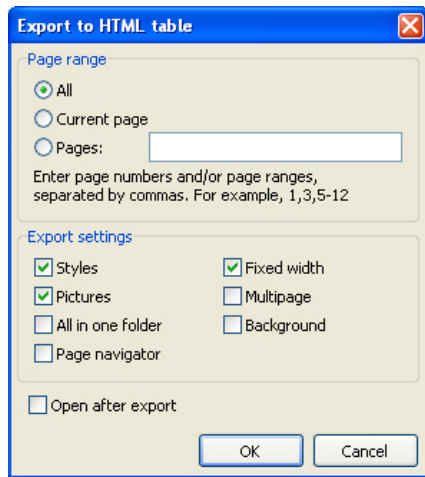 Export to HTML table
Page range
All
Current page
Pages:
Enter page numbers and/or page ranges,
separated by commas. For example, 1,3,5-12
Export settings
Styles
Fixed width
Pictures
Multipage
All in one folder
Background
Page navigator
Open after export
OK
Cancel